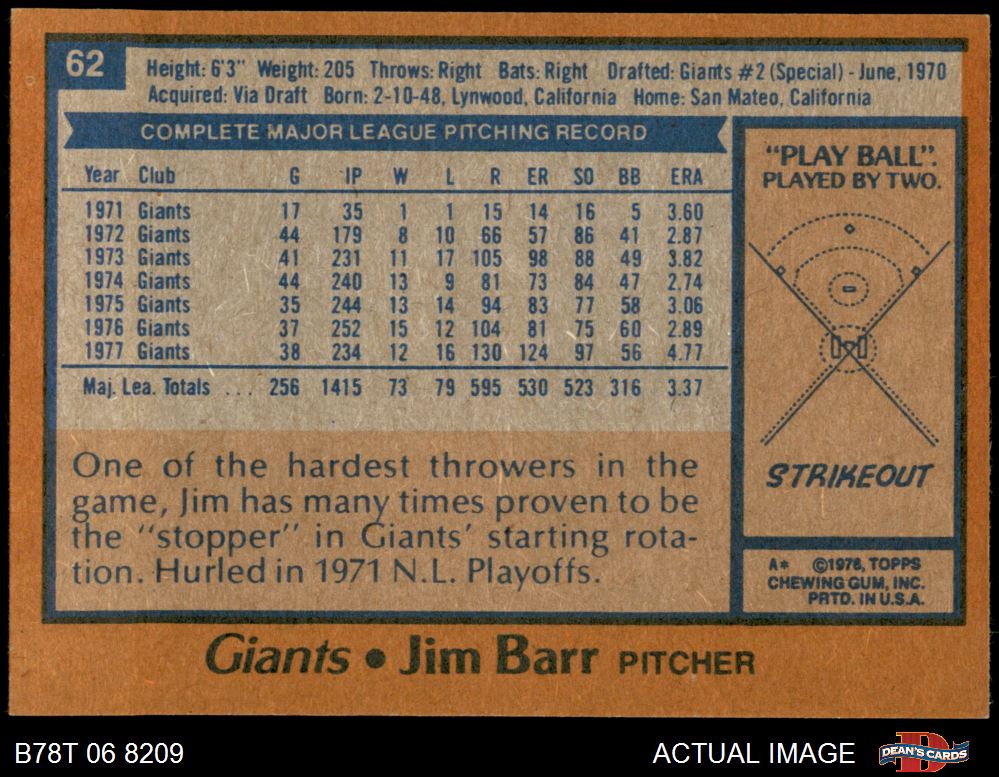 62
Height: 6'3" Weight: 205 Throws: Right Bats: Right Drafted: Giants #2 (Special) - June, 1970
Acquired: Via Draft Born: 2-10-48, Lynwood, California Home: San Mateo, California
COMPLETE MAJOR LEAGUE PITCHING RECORD
Year Club G IP W L R ER SO BB ERA
1971 Giants 17 35 1 1 15 14 16 5 3.60
1972 Giants 44 179 8 10 66 57 86 41 2.87
1973 Giants 41 231 11 17 105 98 88 49 3.82
1974 Giants 44 240 13 9 81 73 84 47 2.74
1975 Giants 35 244 13 14 94 83 77 58 3.06
1976 Giants 37 252 15 12 104 81 75 60 2.89
1977 Giants 38 234 12 16 130 124 97 56 4.77
Maj. Lea. Totals ... 256 1415 73 79 595 530 523 316 3.37
One of the hardest throwers in the
game, Jim has many times proven to be
the "stopper" in Giants' starting rota-
tion. Hurled in 1971 N.L. Playoffs.
"PLAY BALL".
PLAYED BY TWO.
STRIKEOUT
A* ©1978, TOPPS
CHEWING GUM, INC.
PRTD. IN U.S.A.
Giants • Jim Barr PITCHER
B78T 06 8209
ACTUAL IMAGE
D
DEAN'S CARDS